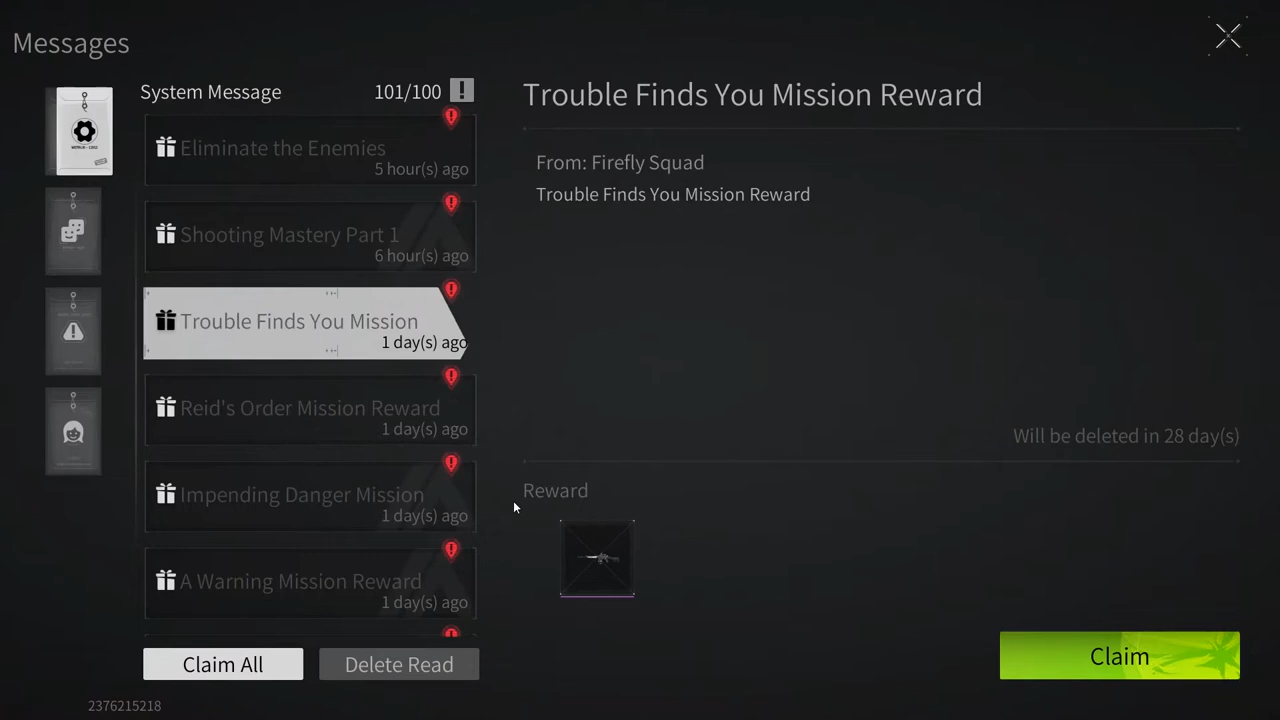 Messages
System Message 101/100
Eliminate the Enemies
5 hour(s) ago
Shooting Mastery Part 1
6 hour(s) ago
Trouble Finds You Mission
1 day(s) ago
Reid's Order Mission Reward
1 day(s) ago
Impending Danger Mission
1 day(s) ago
A Warning Mission Reward
1 day(s) ago
Claim All
Delete Read
2376215218
Trouble Finds You Mission Reward
From: Firefly Squad
Trouble Finds You Mission Reward
Will be deleted in 28 day(s)
Reward
Claim